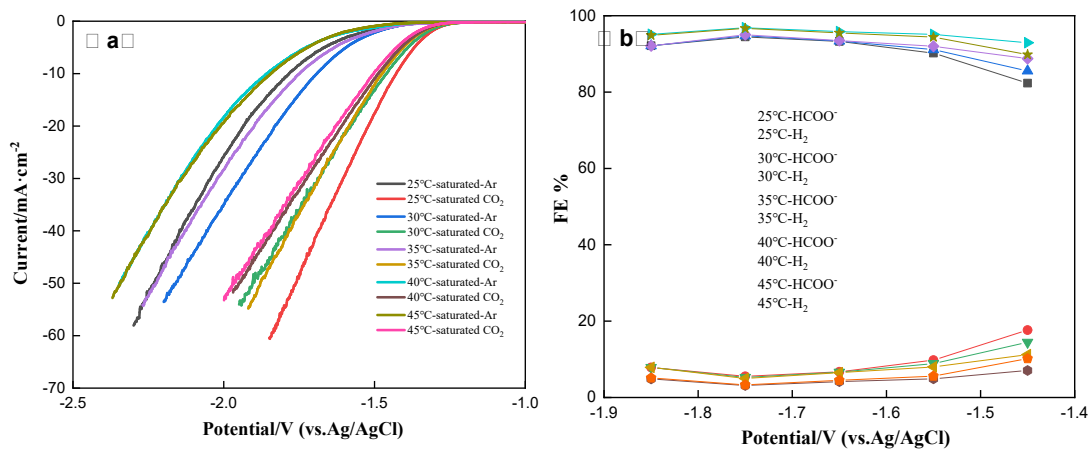 □ a□
0
-10
-20
-30
-40
-50
-60
-70
Current/mA·cm⁻²
25℃-saturated-Ar
25℃-saturated CO₂
30℃-saturated-Ar
30℃-saturated CO₂
35℃-saturated-Ar
35℃-saturated CO₂
40℃-saturated-Ar
40℃-saturated CO₂
45℃-saturated-Ar
45℃-saturated CO₂
-2.5 -2.0 -1.5 -1.0
Potential/V (vs.Ag/AgCl)
□ b□
100
80
60
40
20
0
FE %
25℃-HCOO⁻
25℃-H₂
30℃-HCOO⁻
30℃-H₂
35℃-HCOO⁻
35℃-H₂
40℃-HCOO⁻
40℃-H₂
45℃-HCOO⁻
45℃-H₂
-1.9 -1.8 -1.7 -1.6 -1.5 -1.4
Potential/V (vs.Ag/AgCl)